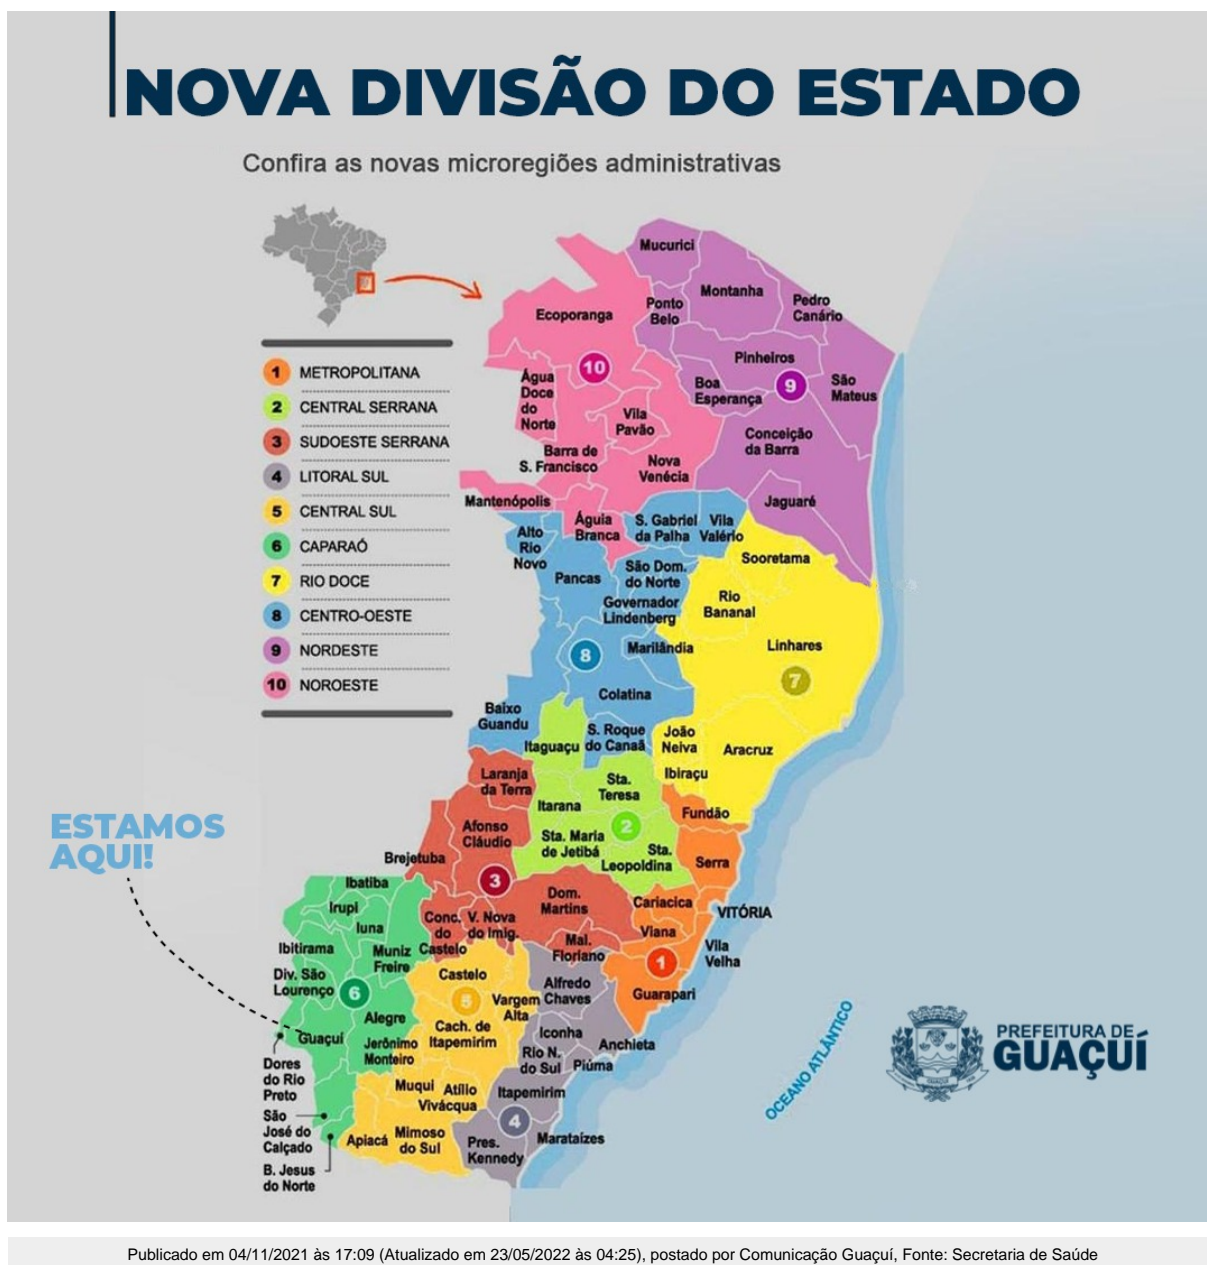 NOVA DIVISÃO DO ESTADO
Confira as novas microregiões administrativas
1 METROPOLITANA
2 CENTRAL SERRANA
3 SUDOESTE SERRANA
4 LITORAL SUL
5 CENTRAL SUL
6 CAPARAÓ
7 RIO DOCE
8 CENTRO-OESTE
9 NORDESTE
10 NOROESTE
Mucurici
Montanha
Ponto
Belo
Pedro
Canário
Ecoporanga
10
Pinheiros
9
Boa
Esperança
São
Mateus
Água
Doce
do
Norte
Vila
Pavão
Conceição
da Barra
Barra de
S. Francisco
Nova
Venécia
Mantenópolis
Jaguaré
Águia
Branca
S. Gabriel
da Palha
Vila
Valério
Alto
Rio
Novo
Sooretama
Pancas
São Dom.
do Norte
Rio
Bananal
Governador
Lindenberg
Marilândia
Linhares
8
7
Colatina
Baixo
Guandu
Itaguaçu
S. Roque
do Canaã
João
Neiva
Aracruz
Ibiraçu
Laranja
da Terra
Sta.
Teresa
Itarana
Fundão
Afonso
Cláudio
2
Sta. Maria
de Jetibá
Sta.
Leopoldina
Serra
Brejetuba
ESTAMOS
AQUI!
3
Ibatiba
Dom.
Martins
Cariacica
VITÓRIA
Irupi
Iuna
Conc.
do
Castelo
V. Nova
do Imig.
Viana
Mal.
Floriano
Vila
Velha
Ibitirama
Muniz
Freire
1
Div. São
Lourenço
6
Castelo
5
Alfredo
Chaves
Vargem
Alta
Guarapari
Alegre
Cach. de
Itapemirim
Iconha
Guaçuí
Jerônimo
Monteiro
Anchieta
Rio N.
do Sul
Piúma
Dores
do Rio
Preto
Muqui
Atílio
Vivácqua
Itapemirim
São
José do
Calçado
4
Apiacá
Mimoso
do Sul
Pres.
Kennedy
Marataízes
B. Jesus
do Norte
OCEANO ATLÂNTICO
GUAÇUÍ
PREFEITURA DE
GUAÇUÍ
Publicado em 04/11/2021 às 17:09 (Atualizado em 23/05/2022 às 04:25), postado por Comunicação Guaçuí, Fonte: Secretaria de Saúde